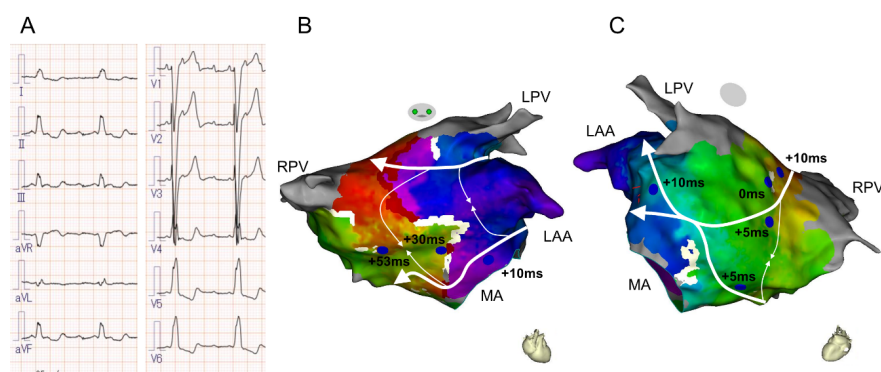 A
I
II
III
aVR
aVL
aVF
V1
V2
V3
V4
V5
V6
B
LPV
RPV
LAA
+30ms
+53ms
+10ms
MA
C
LPV
LAA
+10ms
+10ms
0ms
RPV
+5ms
+5ms
MA